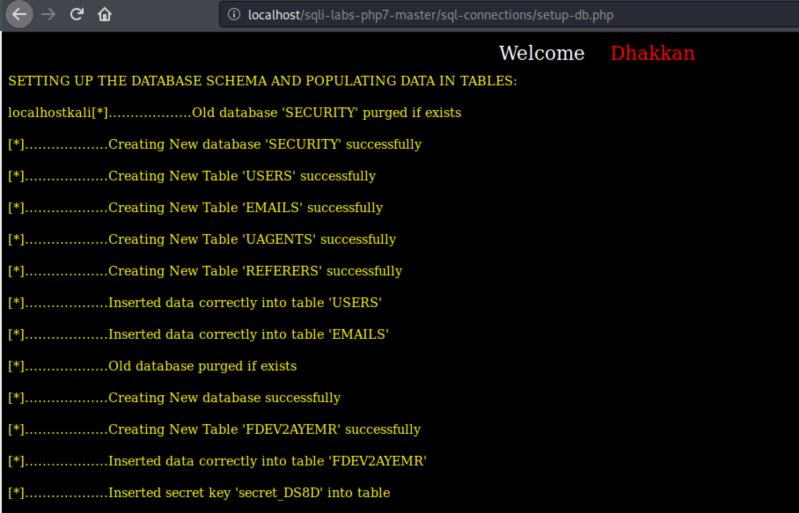 localhost/sqli-labs-php7-master/sql-connections/setup-db.php
Welcome Dhakkan
SETTING UP THE DATABASE SCHEMA AND POPULATING DATA IN TABLES:
localhostkali[*]...................Old database 'SECURITY' purged if exists
[*]...................Creating New database 'SECURITY' successfully
[*]...................Creating New Table 'USERS' successfully
[*]...................Creating New Table 'EMAILS' successfully
[*]...................Creating New Table 'UAGENTS' successfully
[*]...................Creating New Table 'REFERERS' successfully
[*]...................Inserted data correctly into table 'USERS'
[*]...................Inserted data correctly into table 'EMAILS'
[*]...................Old database purged if exists
[*]...................Creating New database successfully
[*]...................Creating New Table 'FDEV2AYEMR' successfully
[*]...................Inserted data correctly into table 'FDEV2AYEMR'
[*]...................Inserted secret key 'secret_DS8D' into table